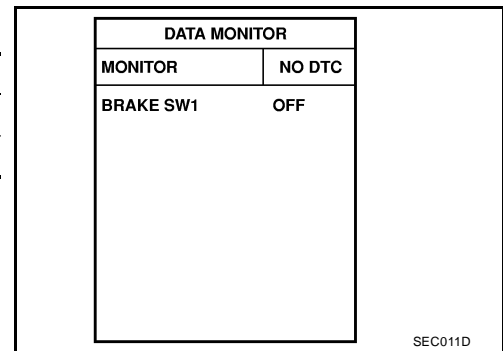 DATA MONITOR
MONITOR NO DTC
BRAKE SW1 OFF
SEC011D